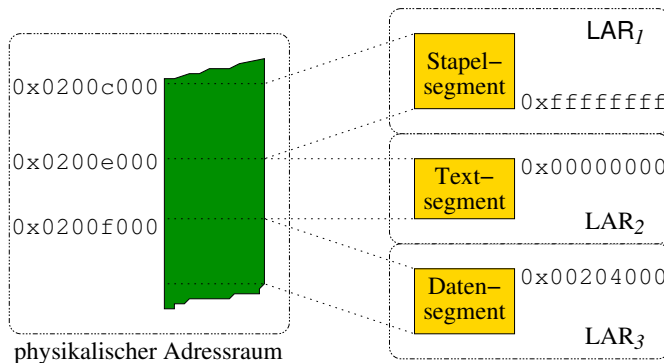 0x0200c000
0x0200e000
0x0200f000
physikalischer Adressraum
LAR1
Stapel-
segment
0xffffffff
Text-
segment
0x00000000
LAR2
Daten-
segment
0x00204000
LAR3